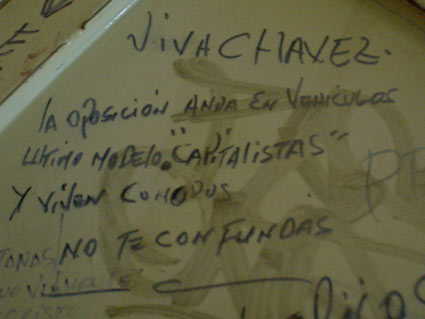 VIVA CHAVEZ.
LA OPOSICIÓN ANDA EN VEHICULOS
ULTIMO MODELO. "CAPITALISTAS"
Y VIVEN COMODOS
NO TE CONFUNDAS